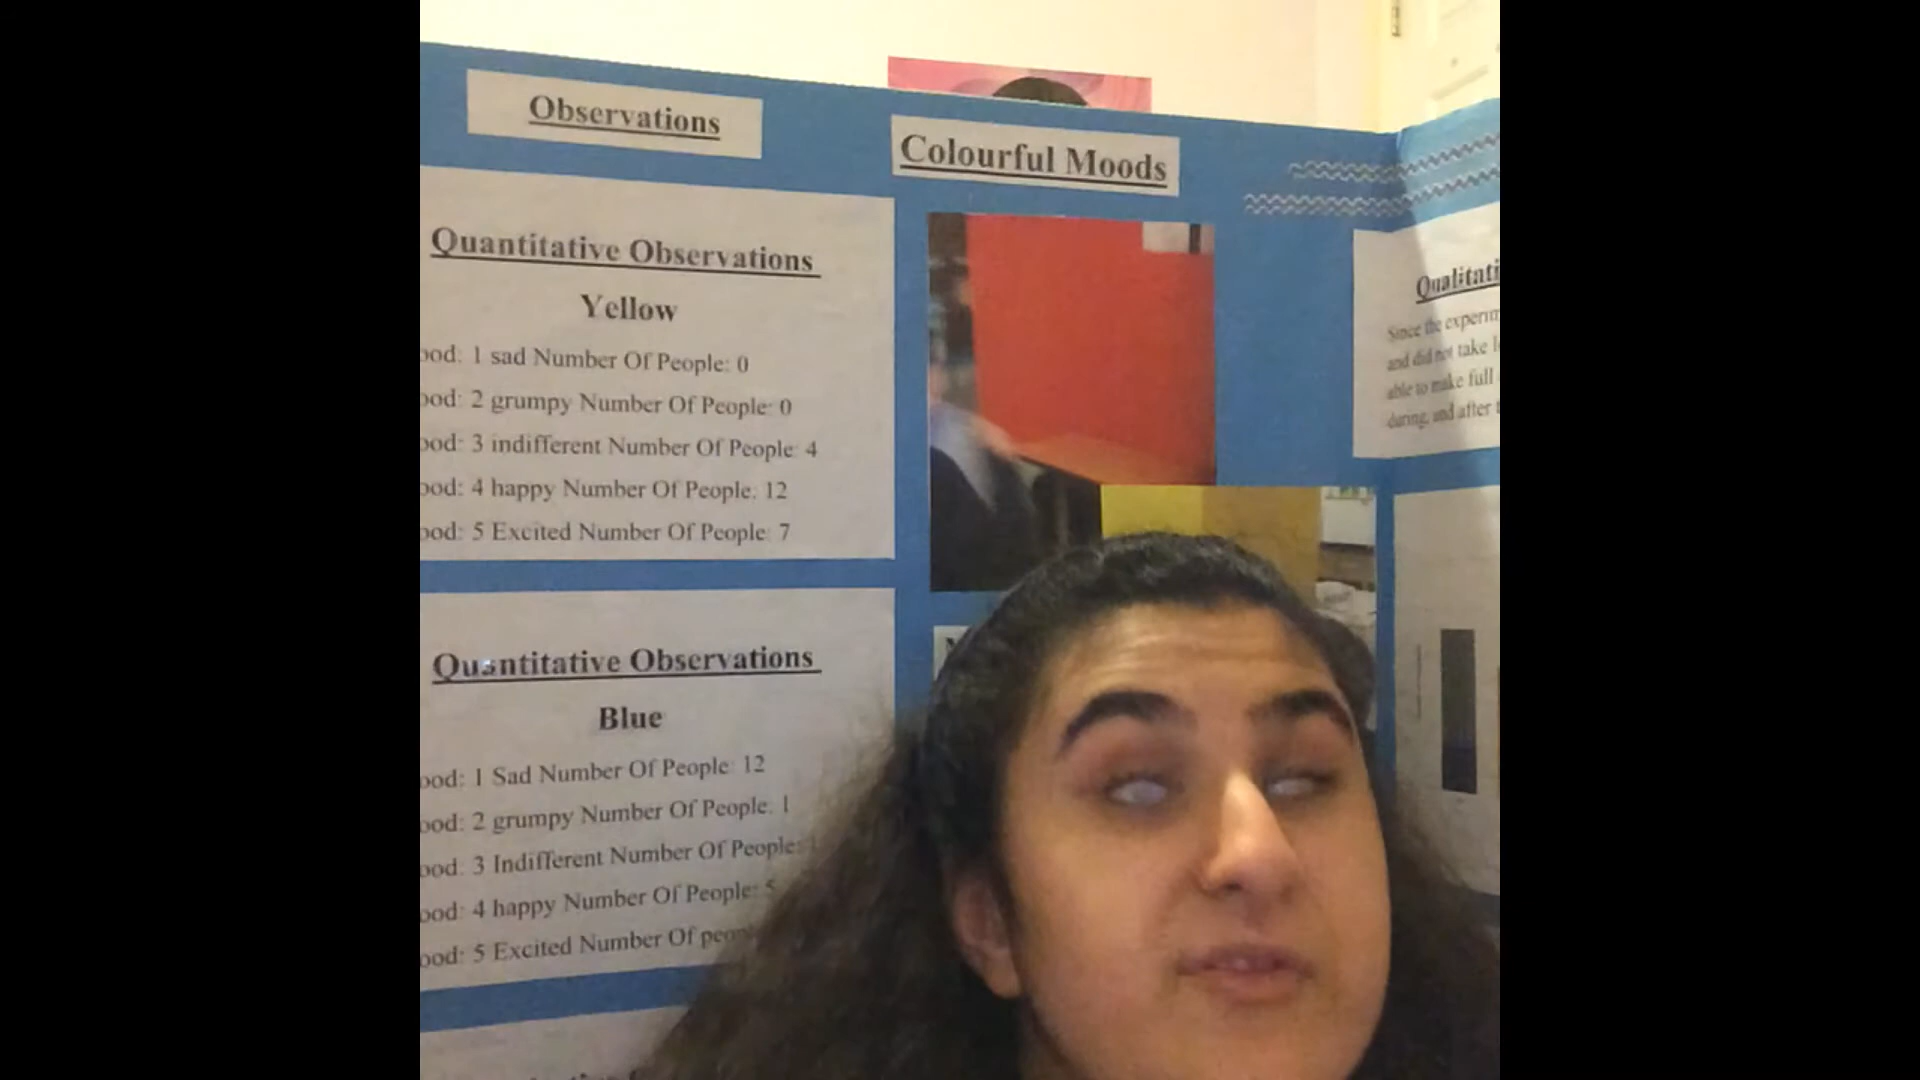 Observations
Colourful Moods
Quantitative Observations
Yellow
ood: 1 sad Number Of People: 0
ood: 2 grumpy Number Of People: 0
ood: 3 indifferent Number Of People: 4
ood: 4 happy Number Of People: 12
ood: 5 Excited Number Of People: 7
Quantitative Observations
Blue
ood: 1 Sad Number Of People: 12
ood: 2 grumpy Number Of People: 1
ood: 3 Indifferent Number Of People:
ood: 4 happy Number Of People: 5
ood: 5 Excited Number Of
Qualitati
Since the experim
and did not take l
able to make full
during, and after t